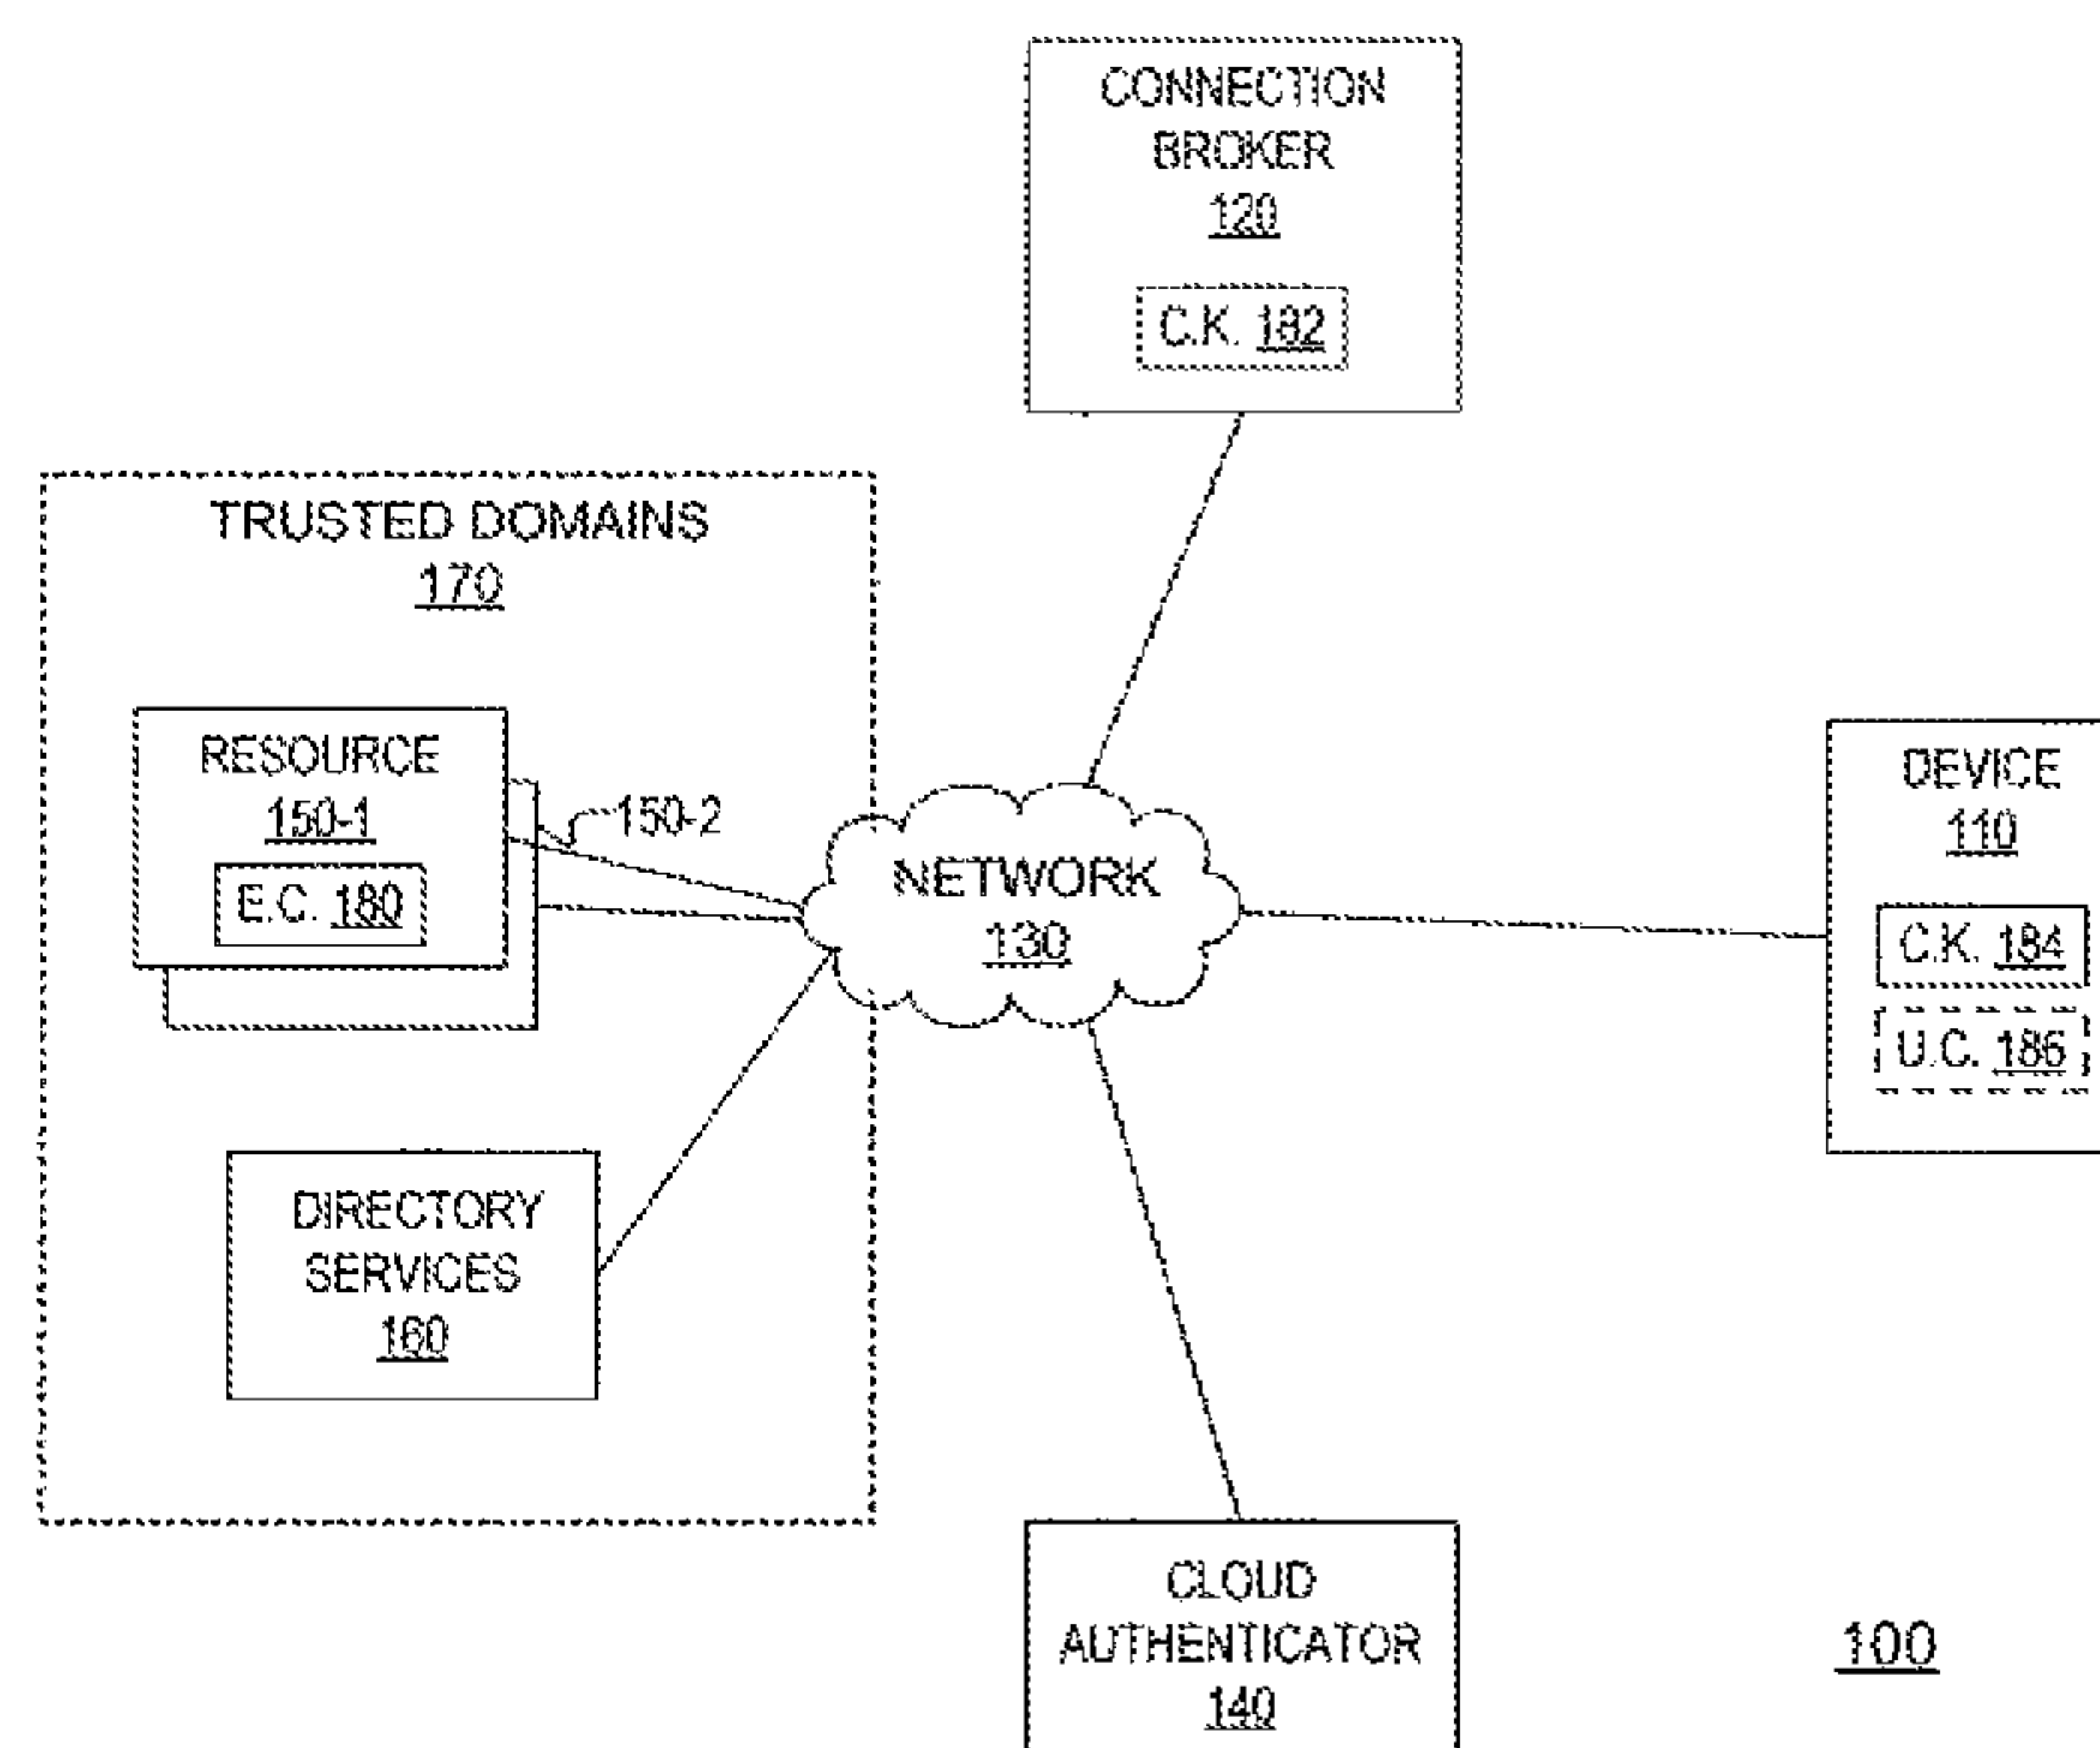 CONNECTION
BROKER
120
C.K. 182
TRUSTED DOMAINS
170
RESOURCE
150-1
E.C. 180
150-2
NETWORK
130
DEVICE
110
C.K. 184
U.C. 186
DIRECTORY
SERVICES
160
CLOUD
AUTHENTICATOR
140
100